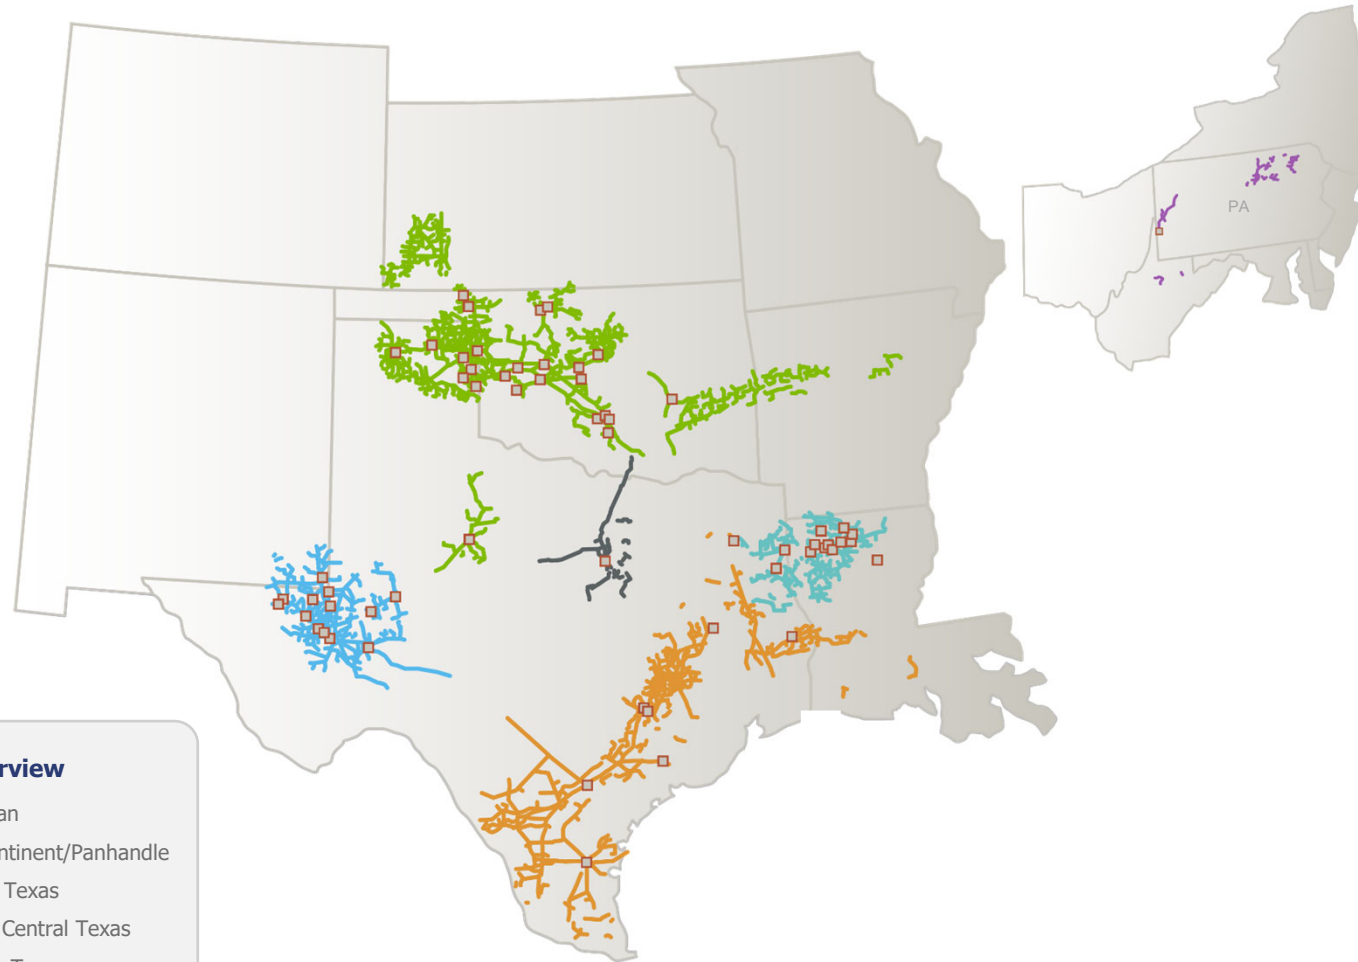 PA
rview
an
ntinent/Panhandle
Texas
Central Texas